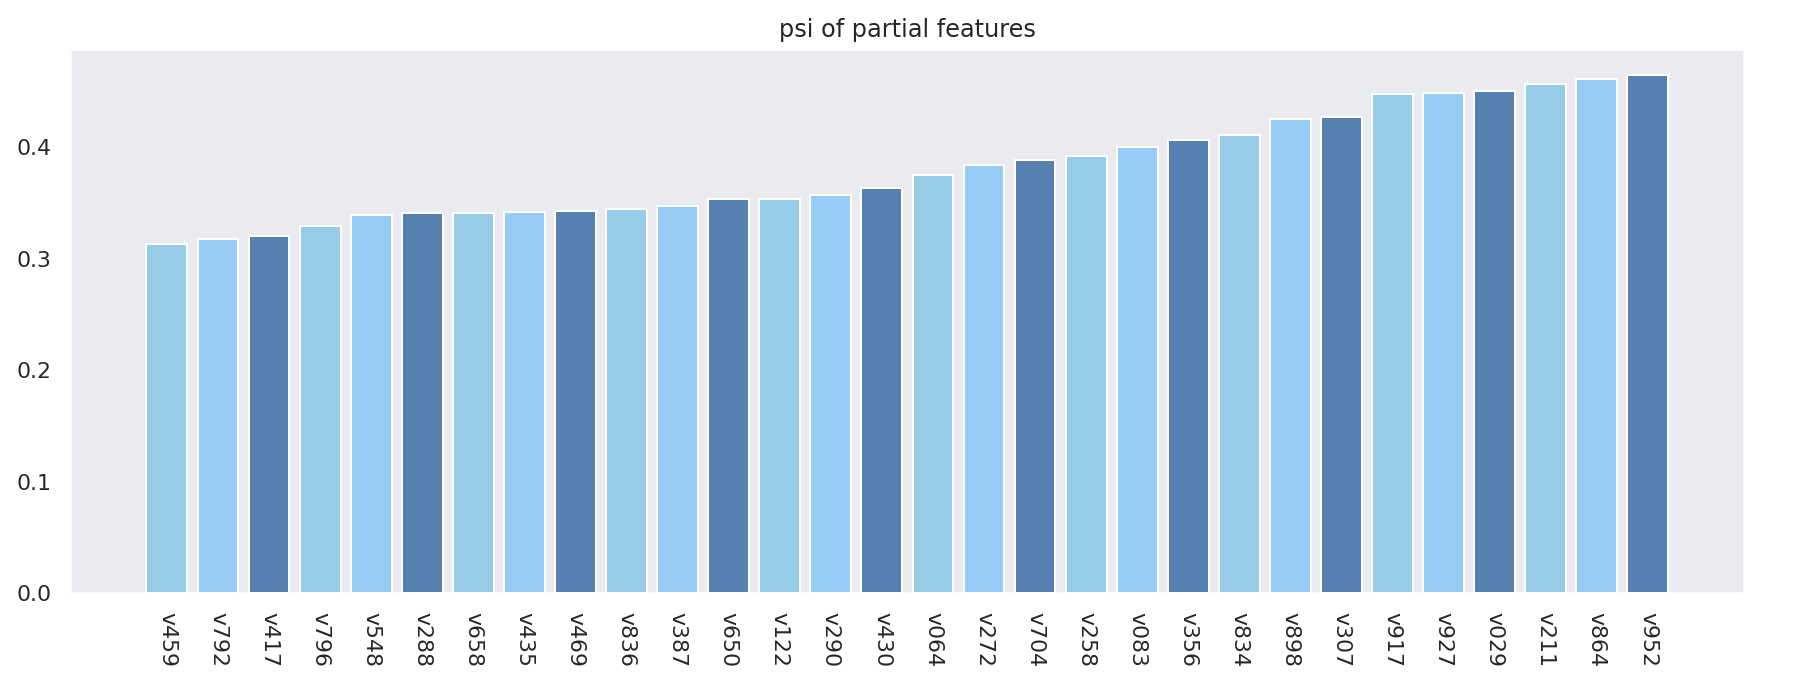 psi of partial features
0.4
0.3
0.2
0.1
0.0
v459
v792
v417
v796
v548
v288
v658
v435
v469
v836
v387
v650
v122
v290
v430
v064
v272
v704
v258
v083
v356
v834
v898
v307
v917
v927
v029
v211
v864
v952